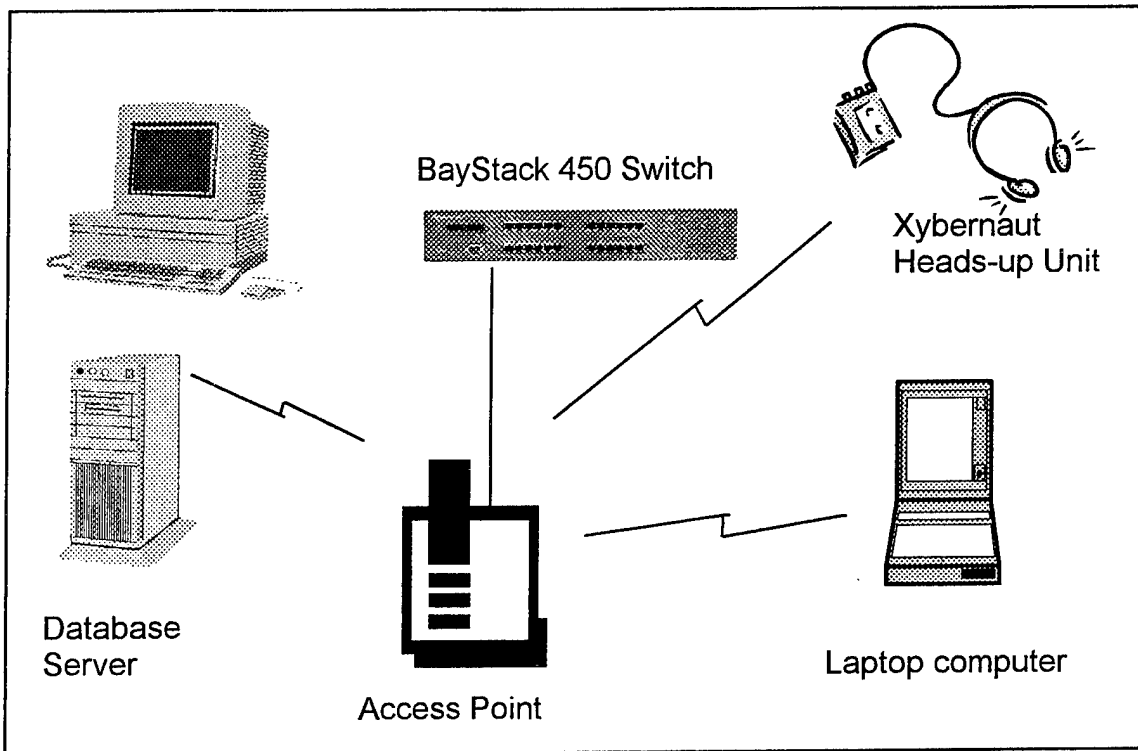 BayStack 450 Switch
Xybernaut
Heads-up Unit
Database
Server
Access Point
Laptop computer